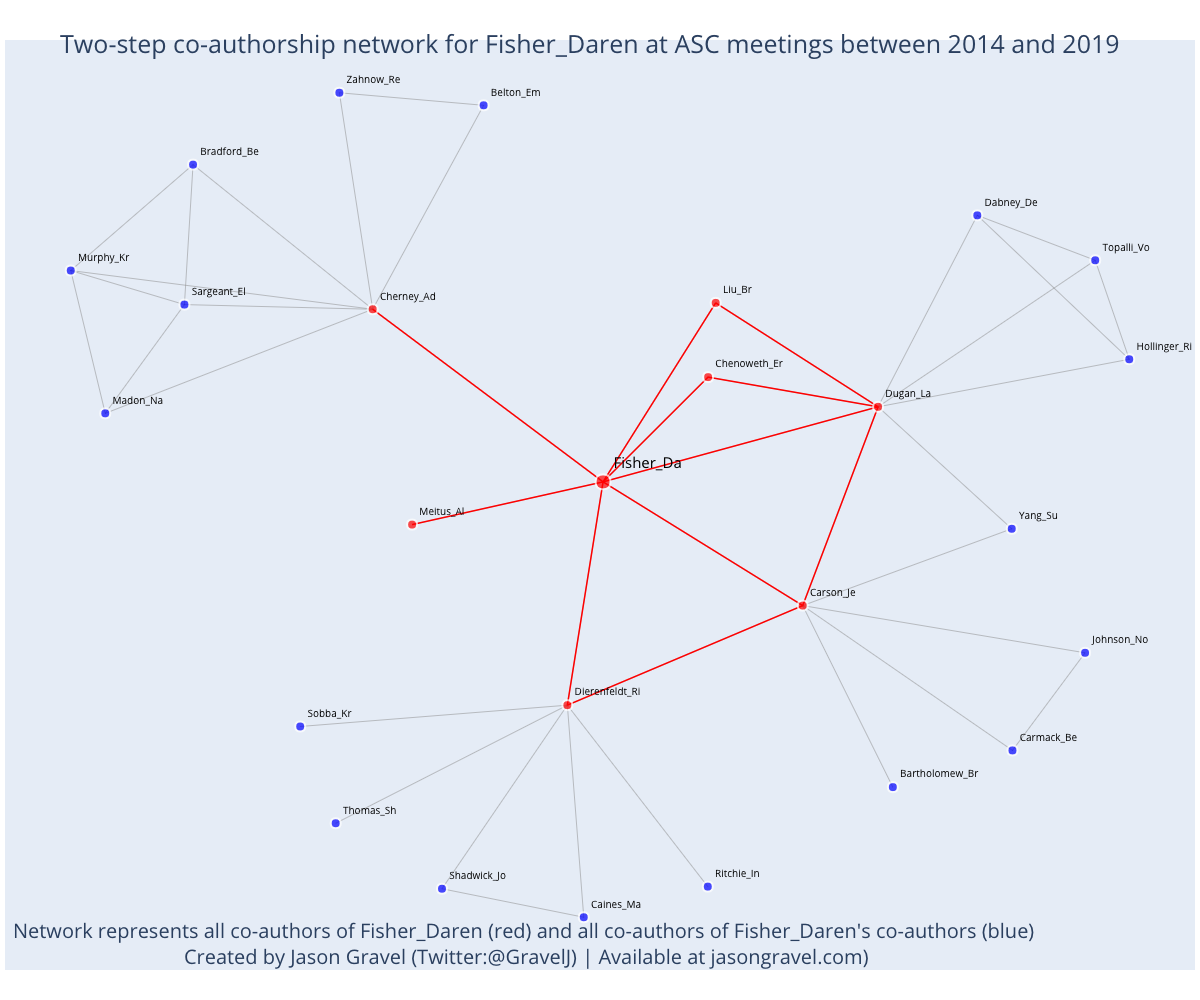 Two-step co-authorship network for Fisher_Daren at ASC meetings between 2014 and 2019
Zahnow_Re
Belton_Em
Bradford_Be
Dabney_De
Topalli_Vo
Murphy_Kr
Sargeant_El
Cherney_Ad
Liu_Br
Hollinger_Ri
Chenoweth_Er
Madon_Na
Dugan_La
Fisher_Da
Meitus_Al
Yang_Su
Carson_Je
Johnson_No
Dierenfeldt_Ri
Sobba_Kr
Carmack_Be
Bartholomew_Br
Thomas_Sh
Shadwick_Jo
Ritchie_In
Caines_Ma
Network represents all co-authors of Fisher_Daren (red) and all co-authors of Fisher_Daren's co-authors (blue)
Created by Jason Gravel (Twitter:@GravelJ) | Available at jasongravel.com)